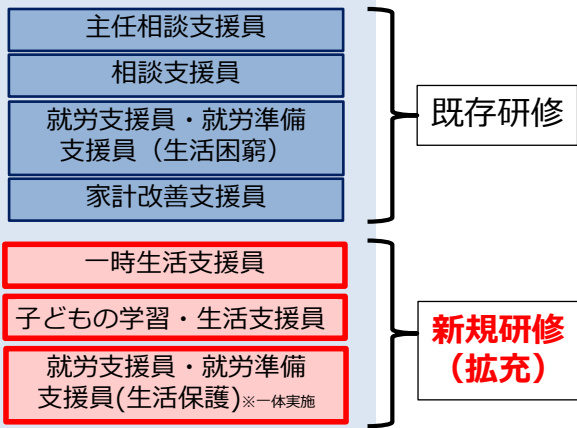 主任相談支援員
相談支援員
就労支援員・就労準備
支援員（生活困窮）
家計改善支援員
既存研修
一時生活支援員
子どもの学習・生活支援員
就労支援員・就労準備
支援員(生活保護)※一体実施
新規研修
（拡充）